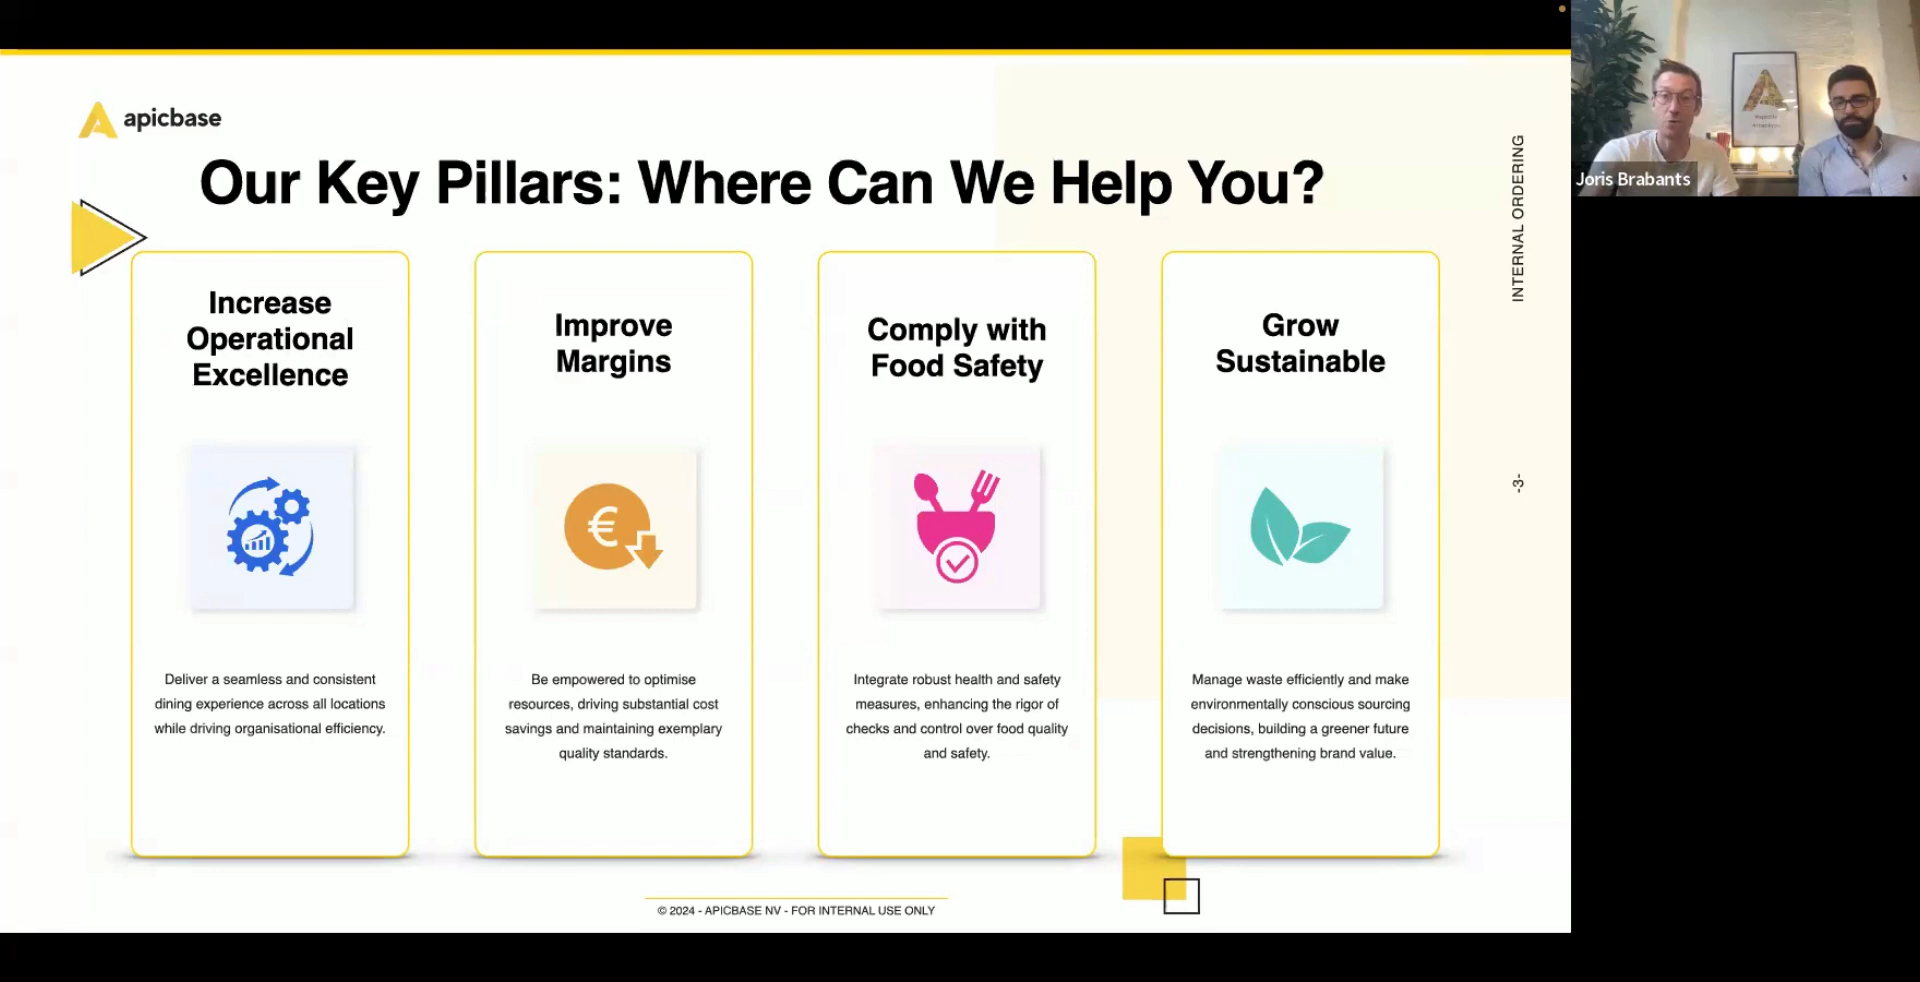 apicbase
Our Key Pillars: Where Can We Help You?
Increase
Operational
Excellence
Deliver a seamless and consistent
dining experience across all locations
while driving organisational efficiency.
Improve
Margins
€
Be empowered to optimise
resources, driving substantial cost
savings and maintaining exemplary
quality standards.
Comply with
Food Safety
Integrate robust health and safety
measures, enhancing the rigor of
checks and control over food quality
and safety.
Grow
Sustainable
Manage waste efficiently and make
environmentally conscious sourcing
decisions, building a greener future
and strengthening brand value.
INTERNAL ORDERING
-3-
© 2024 - APICBASE NV - FOR INTERNAL USE ONLY
Joris Brabants